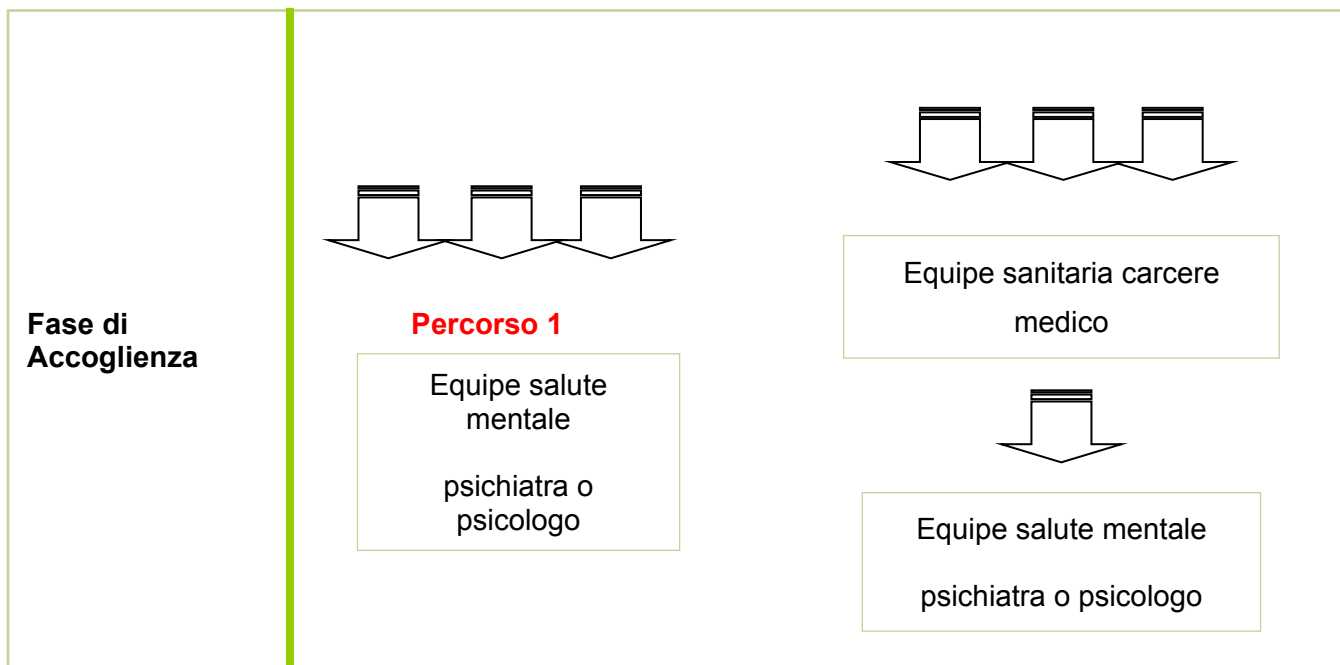 Fase di
Accoglienza
Percorso 1
Equipe salute
mentale
psichiatra o
psicologo
Equipe sanitaria carcere
medico
Equipe salute mentale
psichiatra o psicologo